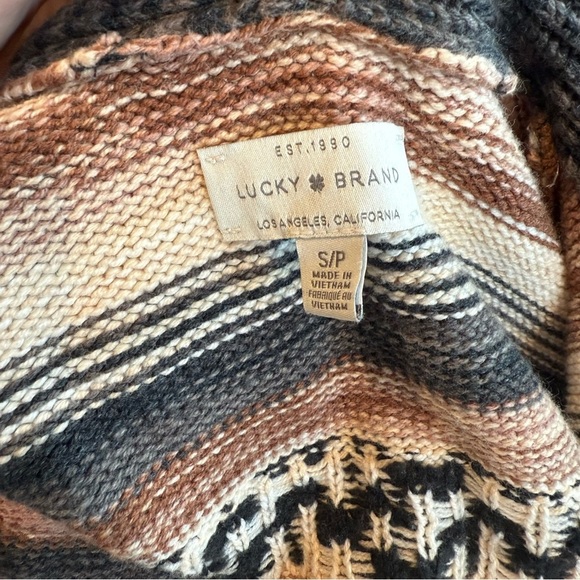 EST. 1990
LUCKY BRAND
LOS ANGELES, CALIFORNIA
S/P
MADE IN
VIETNAM
FABRIQUÉ AU
VIETNAM